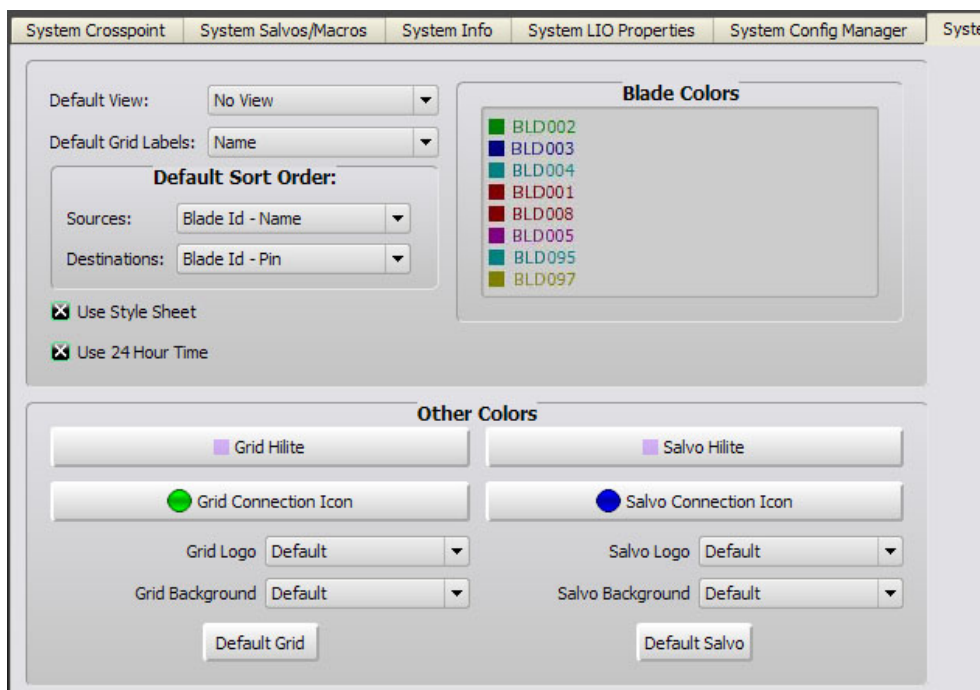 System Crosspoint
System Salvos/Macros
System Info
System LIO Properties
System Config Manager
Default View:
No View
Default Grid Labels:
Name
Default Sort Order:
Sources:
Blade Id - Name
Destinations:
Blade Id - Pin
Use Style Sheet
Use 24 Hour Time
Blade Colors
BLD002
BLD003
BLD004
BLD001
BLD008
BLD005
BLD095
BLD097
Other Colors
Grid Hilite
Salvo Hilite
Grid Connection Icon
Salvo Connection Icon
Grid Logo
Default
Salvo Logo
Default
Grid Background
Default
Salvo Background
Default
Default Grid
Default Salvo